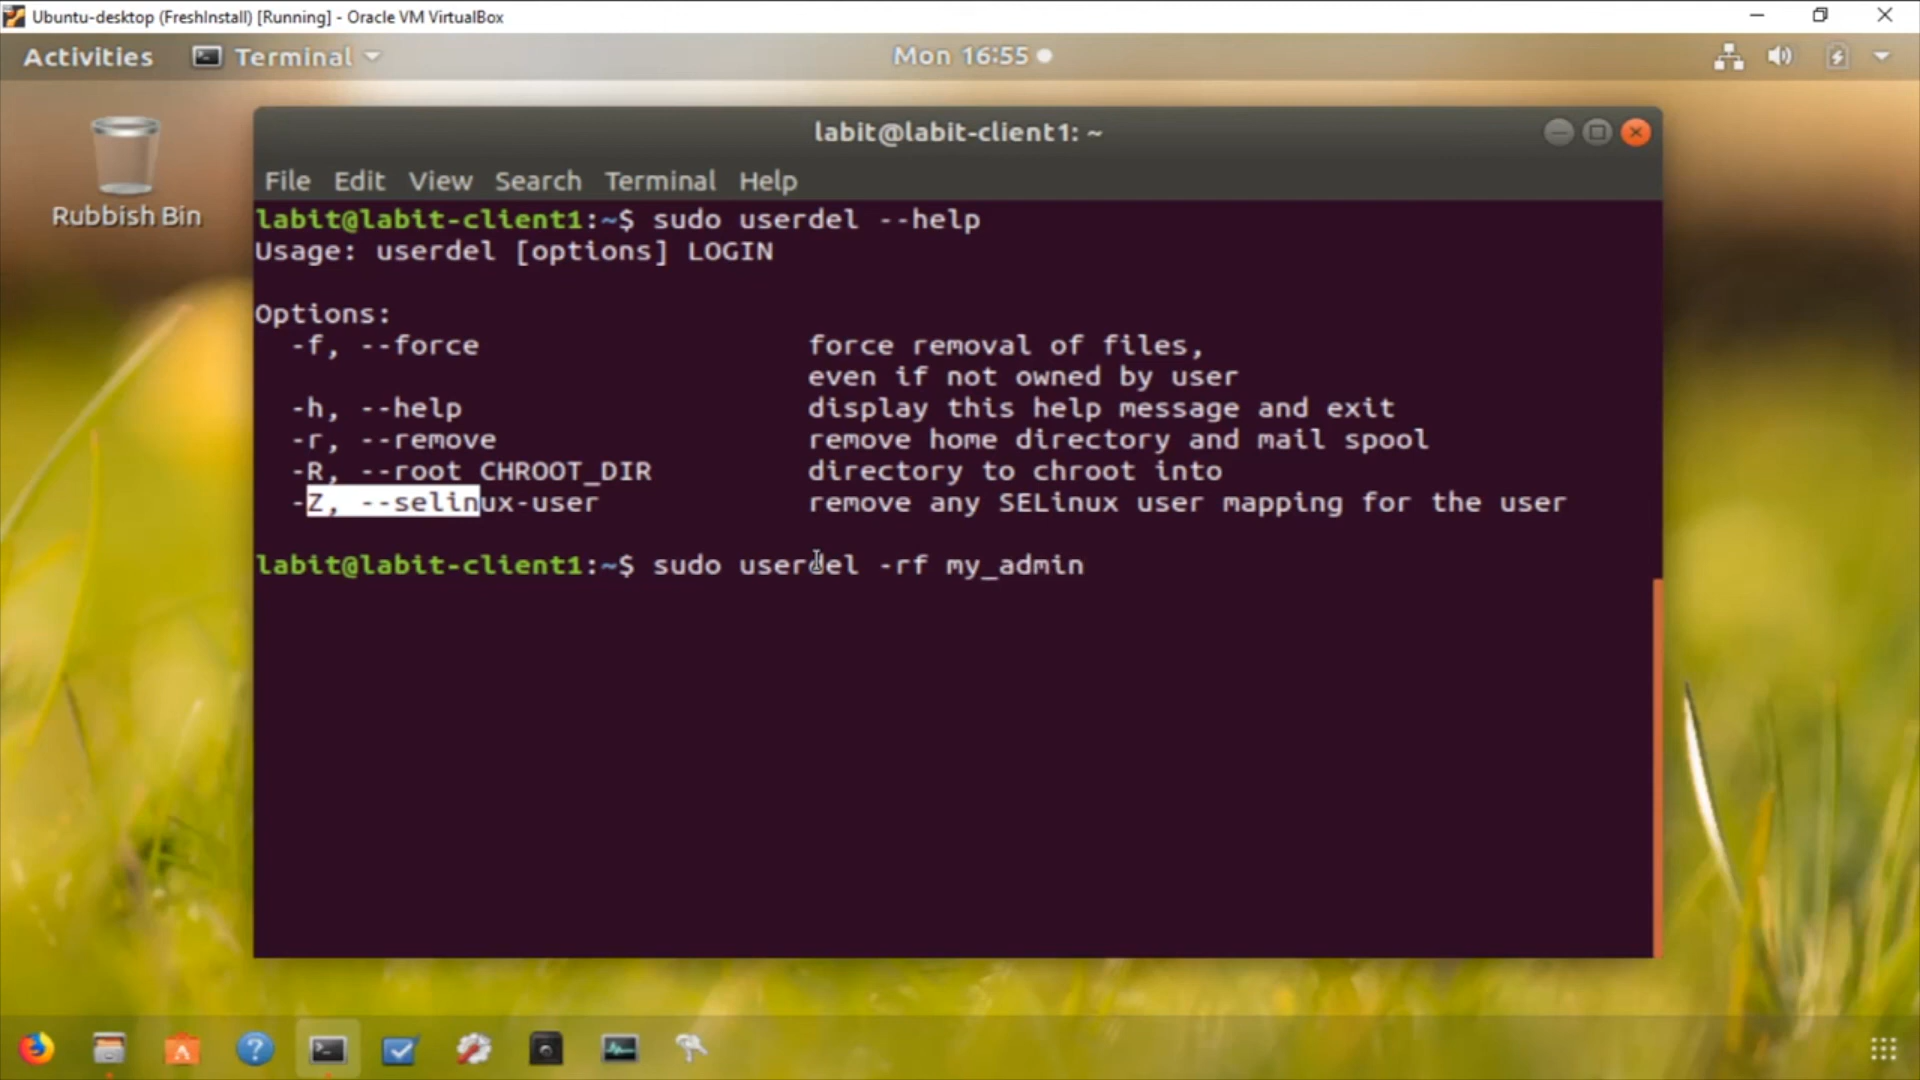 Ubuntu-desktop (FreshInstall) [Running] - Oracle VM VirtualBox
Activities Terminal Mon 16:55
Rubbish Bin
labit@labit-client1: ~
File Edit View Search Terminal Help
labit@labit-client1:~$ sudo userdel --help
Usage: userdel [options] LOGIN
Options:
-f, --force force removal of files,
even if not owned by user
-h, --help display this help message and exit
-r, --remove remove home directory and mail spool
-R, --root CHROOT_DIR directory to chroot into
-Z, --selinux-user remove any SELinux user mapping for the user
labit@labit-client1:~$ sudo userdel -rf my_admin